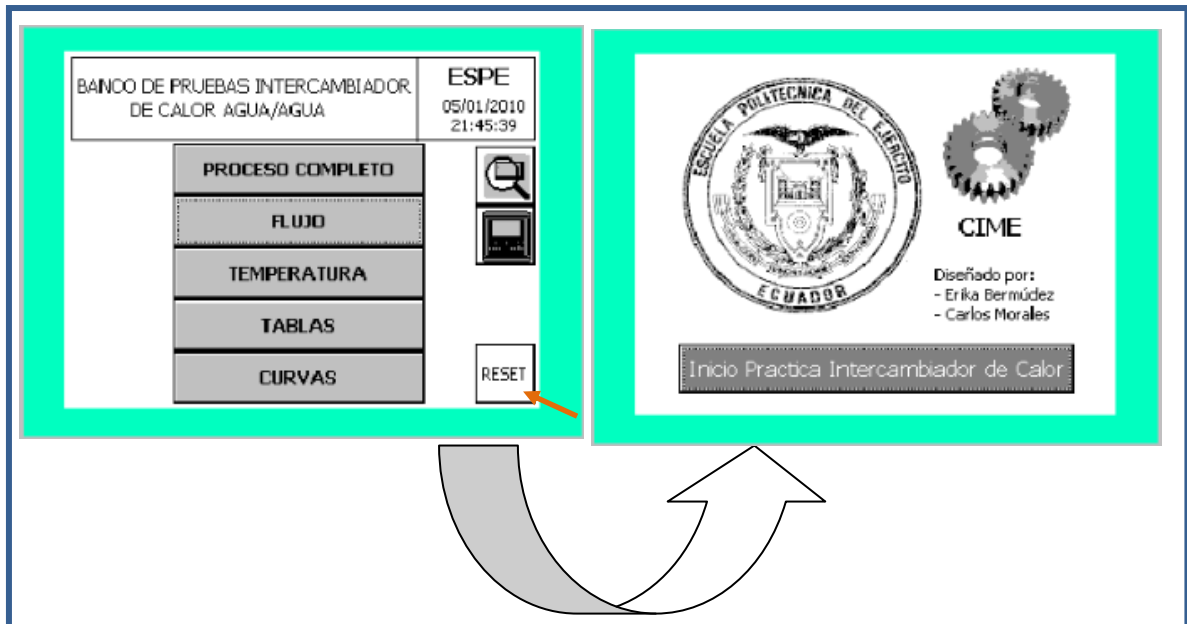 BANCO DE PRUEBAS INTERCAMBIADOR
DE CALOR AGUA/AGUA
ESPE
05/01/2010
21:45:39
PROCESO COMPLETO
FLUJO
TEMPERATURA
TABLAS
CURVAS
RESET
ESCUELA POLITECNICA DEL EJERCITO
ECUADOR
CIME
Diseñado por:
- Erika Bermúdez
- Carlos Morales
Inicio Practica Intercambiador de Calor